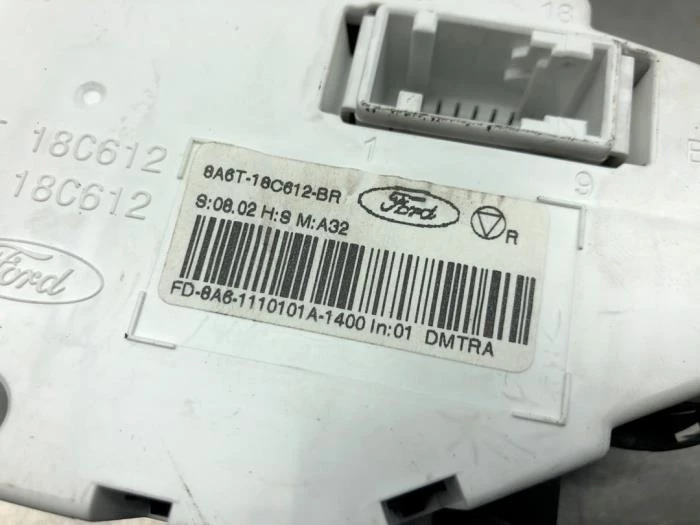 18
1
9
18C612
18C612
Ford
8A6T-18C612-BR
Ford
R
S:08.02 H:S M:A32
FD-8A6-1110101A-1400 In:01 DMTRA